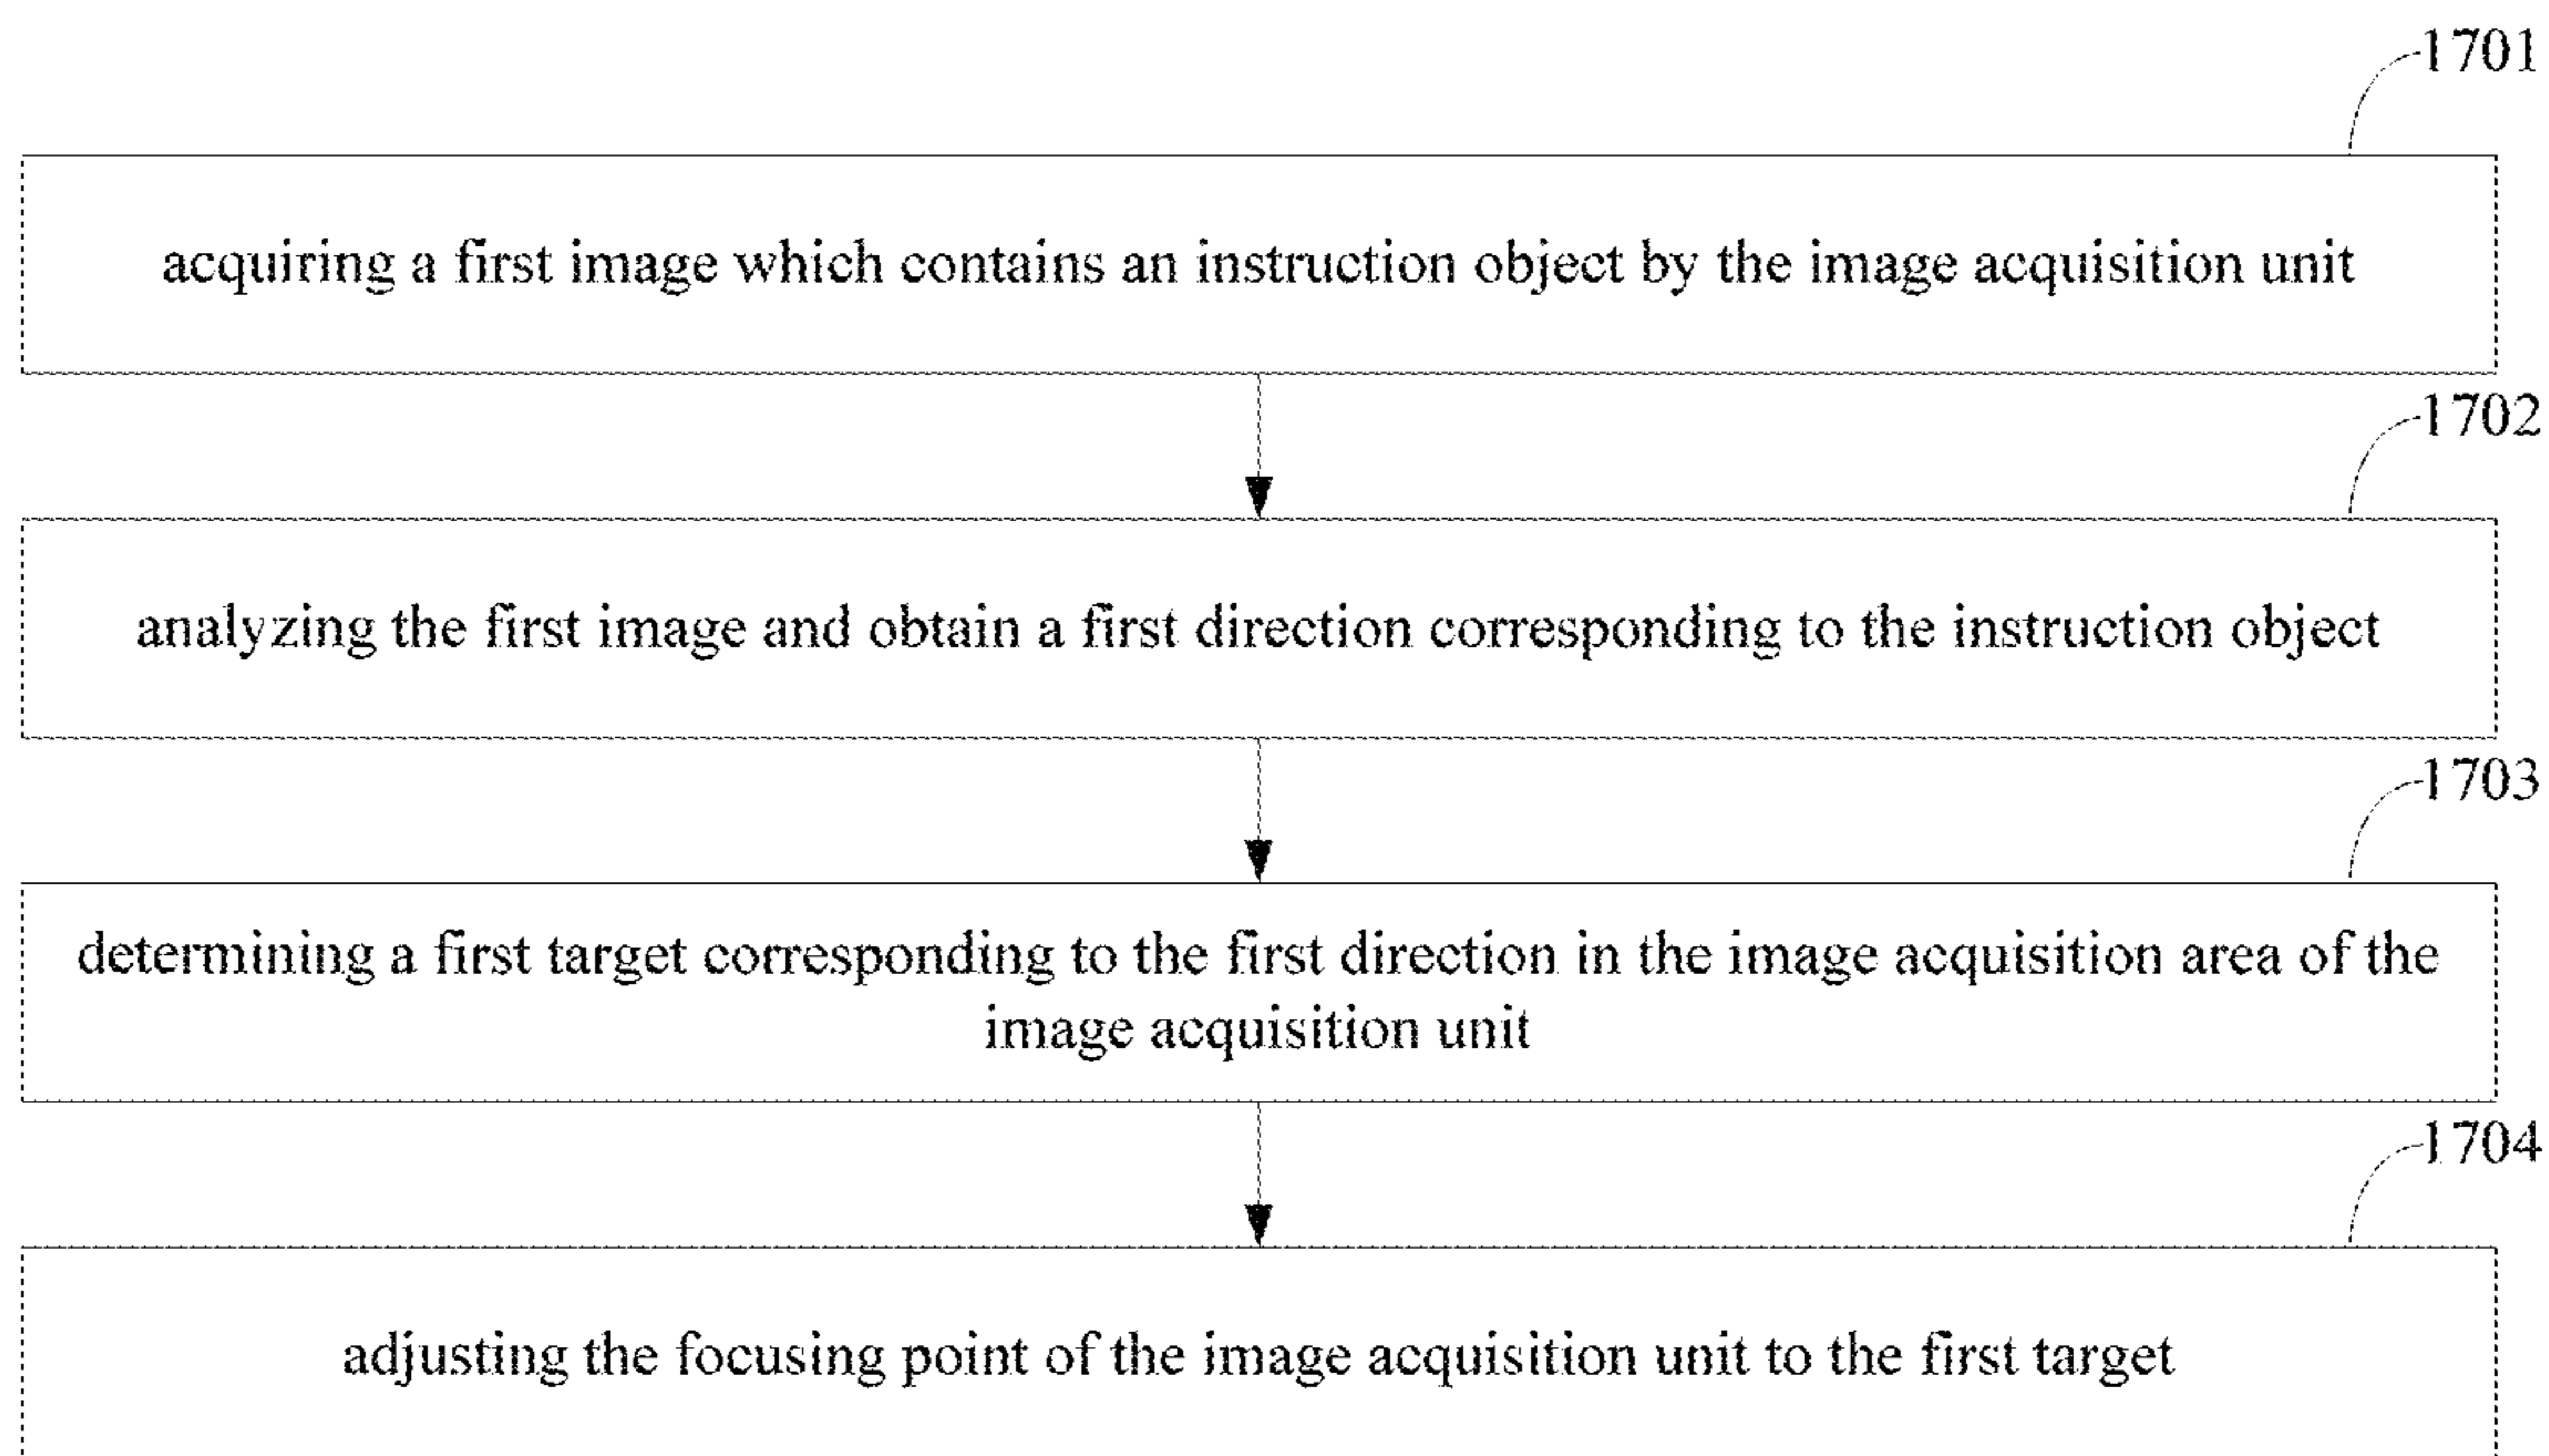 1701
acquiring a first image which contains an instruction object by the image acquisition unit
1702
analyzing the first image and obtain a first direction corresponding to the instruction object
1703
determining a first target corresponding to the first direction in the image acquisition area of the
image acquisition unit
1704
adjusting the focusing point of the image acquisition unit to the first target